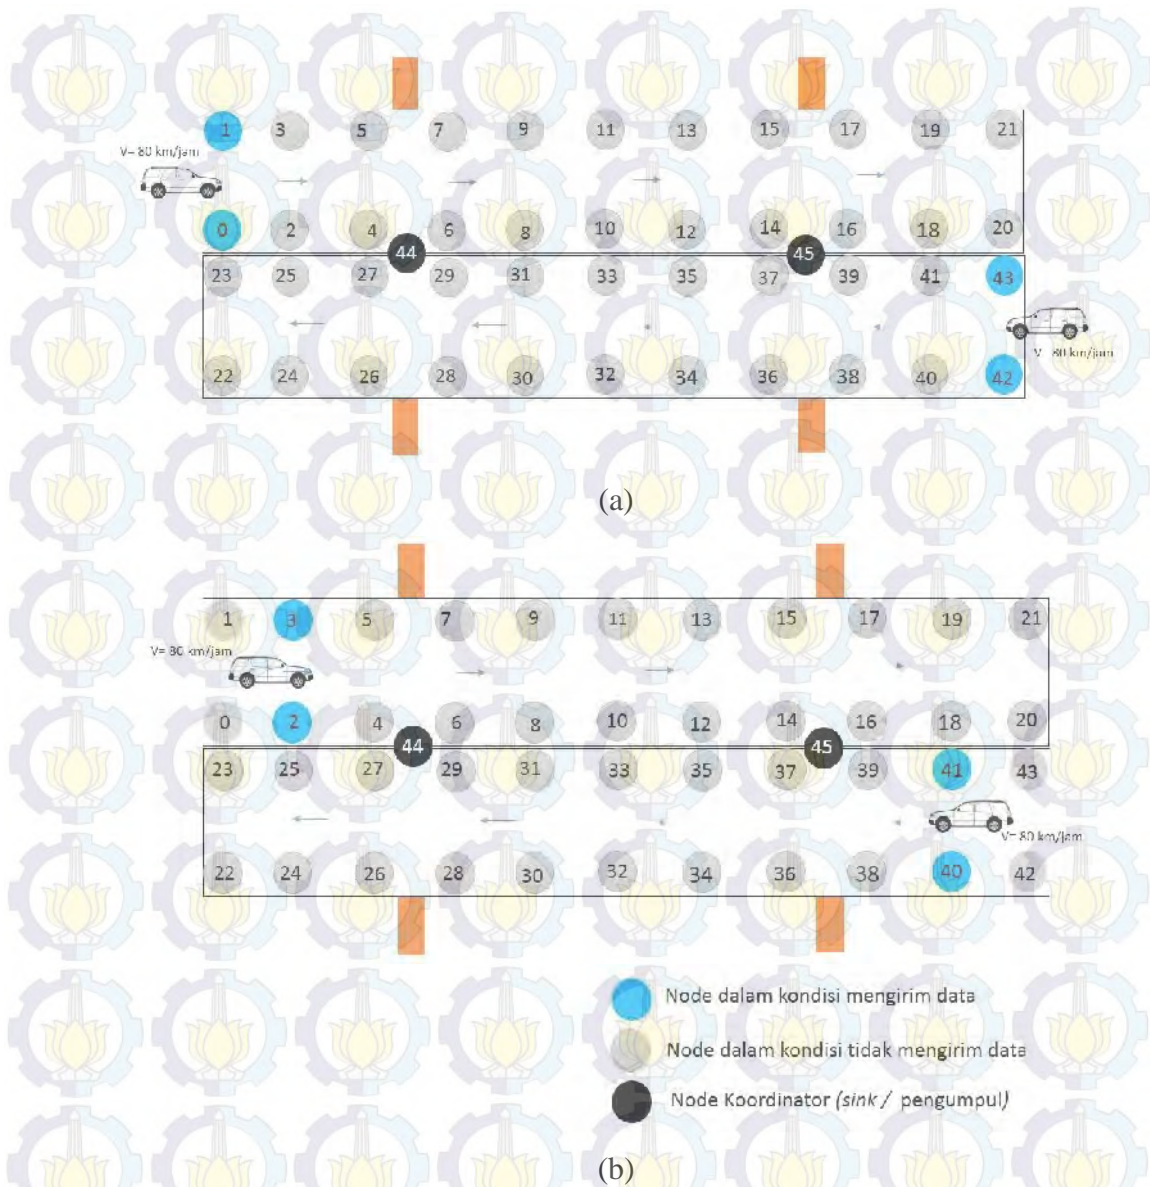 1 3 5 7 9 11 13 15 17 19 21
V= 80 km/jam
0 2 4 6 8 10 12 14 16 18 20
44 45
23 25 27 29 31 33 35 37 39 41 43
V= 80 km/jam
22 24 26 28 30 32 34 36 38 40 42
(a)
1 3 5 7 9 11 13 15 17 19 21
V= 80 km/jam
0 2 4 6 8 10 12 14 16 18 20
44 45
23 25 27 29 31 33 35 37 39 41 43
V= 80 km/jam
22 24 26 28 30 32 34 36 38 40 42
Node dalam kondisi mengirim data
Node dalam kondisi tidak mengirim data
Node Koordinator (sink / pengumpul)
(b)